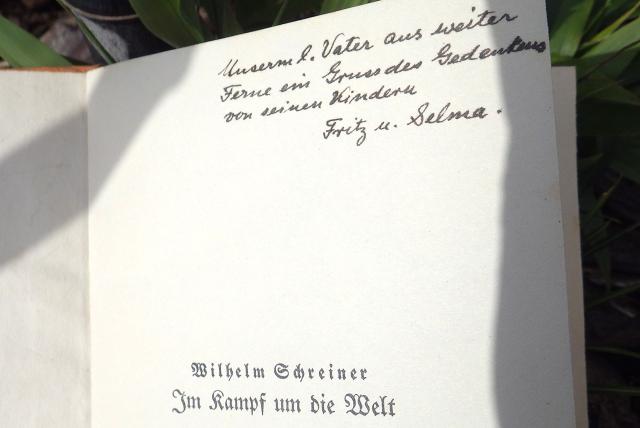 Unserm l. Vater aus weiter
Ferne ein Gruss des Gedenkens
von seinen Kindern
Fritz u. Selma.
Wilhelm Schreiner
Im Kampf um die Welt